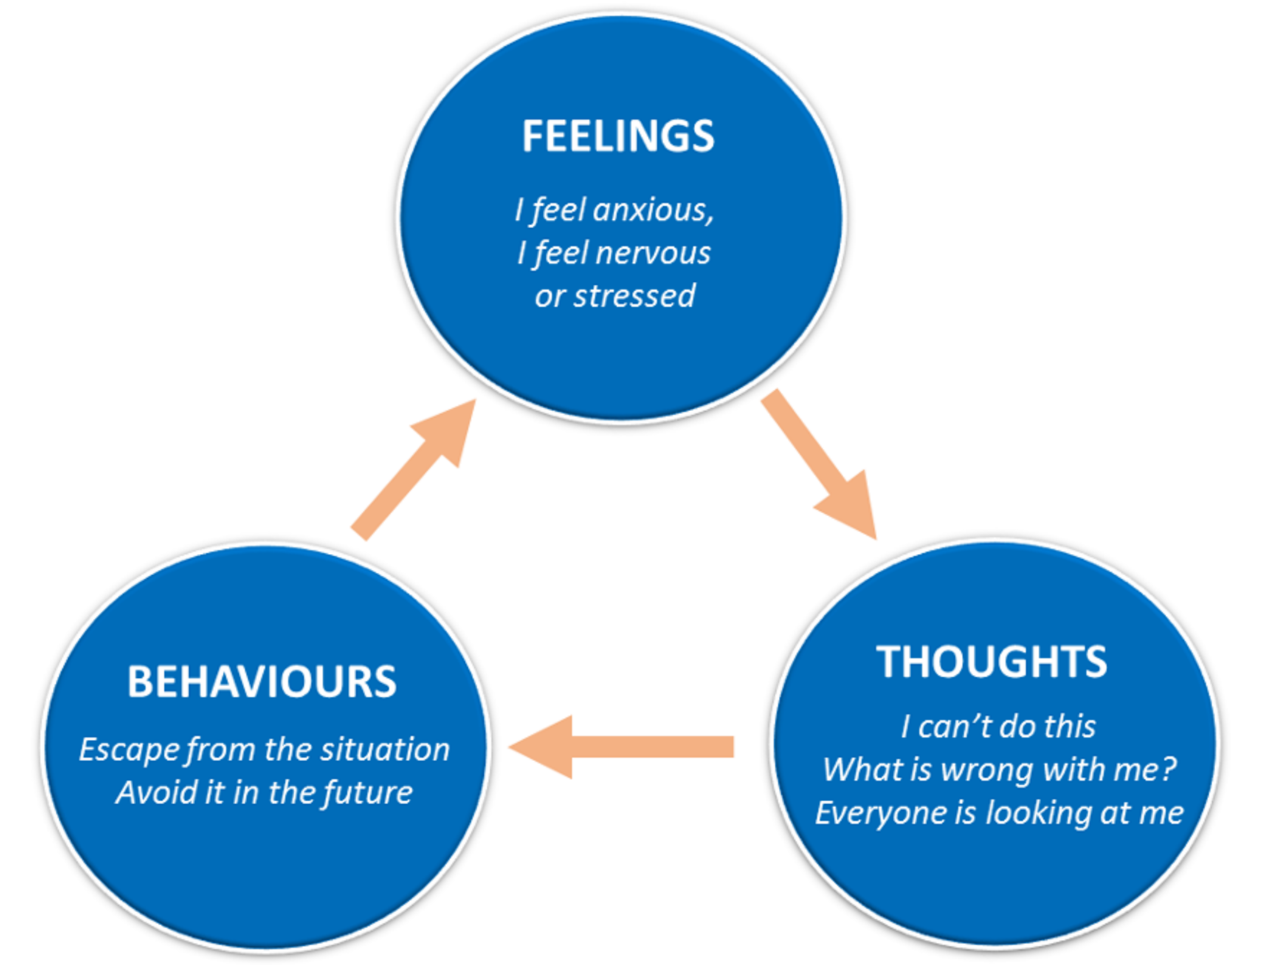 FEELINGS
I feel anxious,
I feel nervous
or stressed
THOUGHTS
I can’t do this
What is wrong with me?
Everyone is looking at me
BEHAVIOURS
Escape from the situation
Avoid it in the future